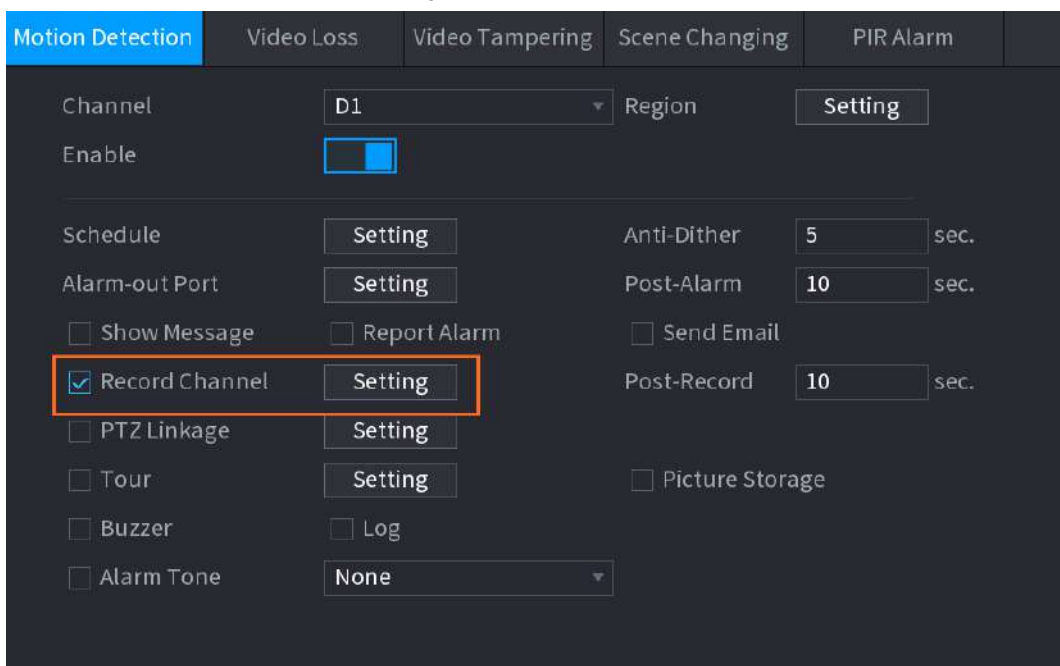 Motion Detection Video Loss Video Tampering Scene Changing PIR Alarm
Channel D1 Region Setting
Enable
Schedule Setting Anti-Dither 5 sec.
Alarm-out Port Setting Post-Alarm 10 sec.
Show Message Report Alarm Send Email
Record Channel Setting Post-Record 10 sec.
PTZ Linkage Setting
Tour Setting Picture Storage
Buzzer Log
Alarm Tone None